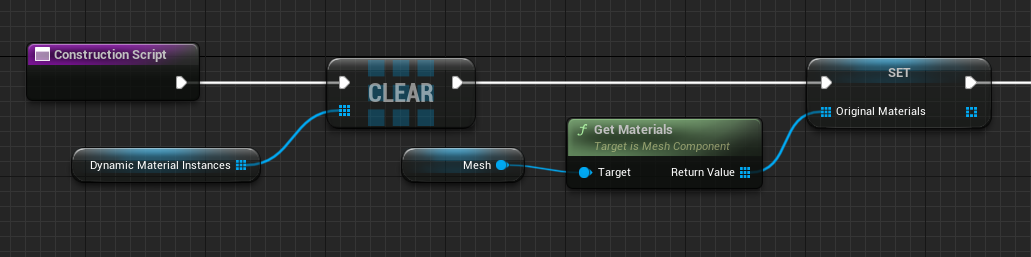 Construction Script
CLEAR
SET
Original Materials
Get Materials
Target is Mesh Component
Dynamic Material Instances
Mesh
Target
Return Value